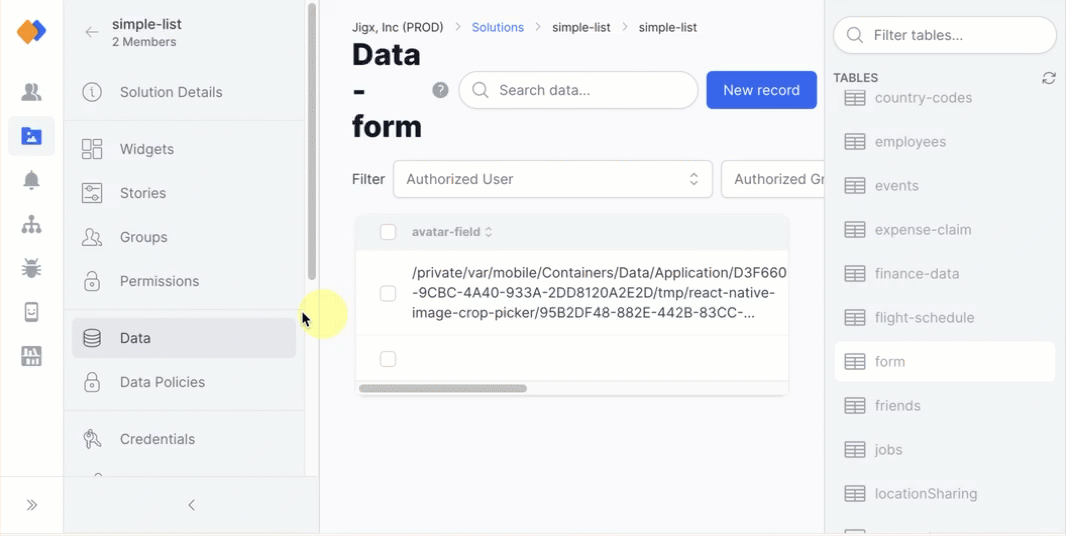 simple-list
2 Members
Solution Details
Widgets
Stories
Groups
Permissions
Data
Data Policies
Credentials
Jigx, Inc (PROD) > Solutions > simple-list > simple-list
Data
-
form
? Search data...
New record
Filter Authorized User
Authorized Gr
avatar-field
/private/var/mobile/Containers/Data/Application/D3F660
-9CBC-4A40-933A-2DD8120A2E2D/tmp/react-native-
image-crop-picker/95B2DF48-882E-442B-83CC-...
Filter tables...
TABLES
country-codes
employees
events
expense-claim
finance-data
flight-schedule
form
friends
jobs
locationSharing